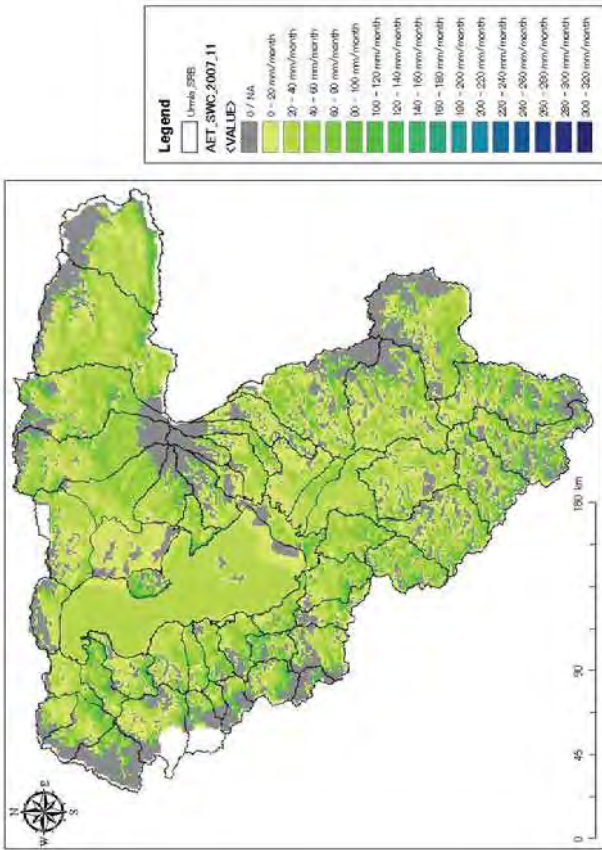 N
W E
S
0 45 90 180 km
Legend
Urmia_SRB
AET_SWC_2007_11
<VALUE>
0 / NA
0 - 20 mm/month
20 - 40 mm/month
40 - 60 mm/month
60 - 80 mm/month
80 - 100 mm/month
100 - 120 mm/month
120 - 140 mm/month
140 - 160 mm/month
160 - 180 mm/month
180 - 200 mm/month
200 - 220 mm/month
220 - 240 mm/month
240 - 260 mm/month
260 - 280 mm/month
280 - 300 mm/month
300 - 320 mm/month